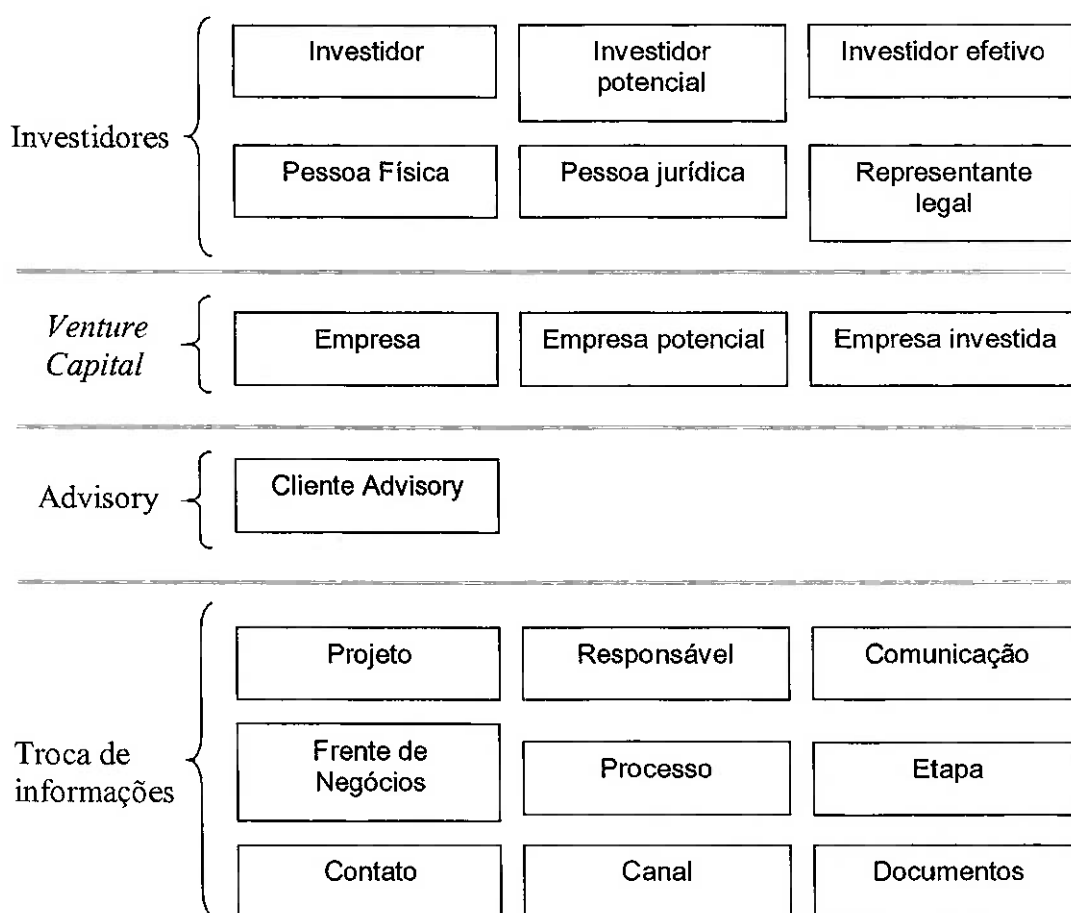 Investidores
Investidor
Investidor
potencial
Investidor efetivo
Pessoa Física
Pessoa jurídica
Representante
legal
Venture
Capital
Empresa
Empresa potencial
Empresa investida
Advisory
Cliente Advisory
Troca de
informações
Projeto
Responsável
Comunicação
Frente de
Negócios
Processo
Etapa
Contato
Canal
Documentos